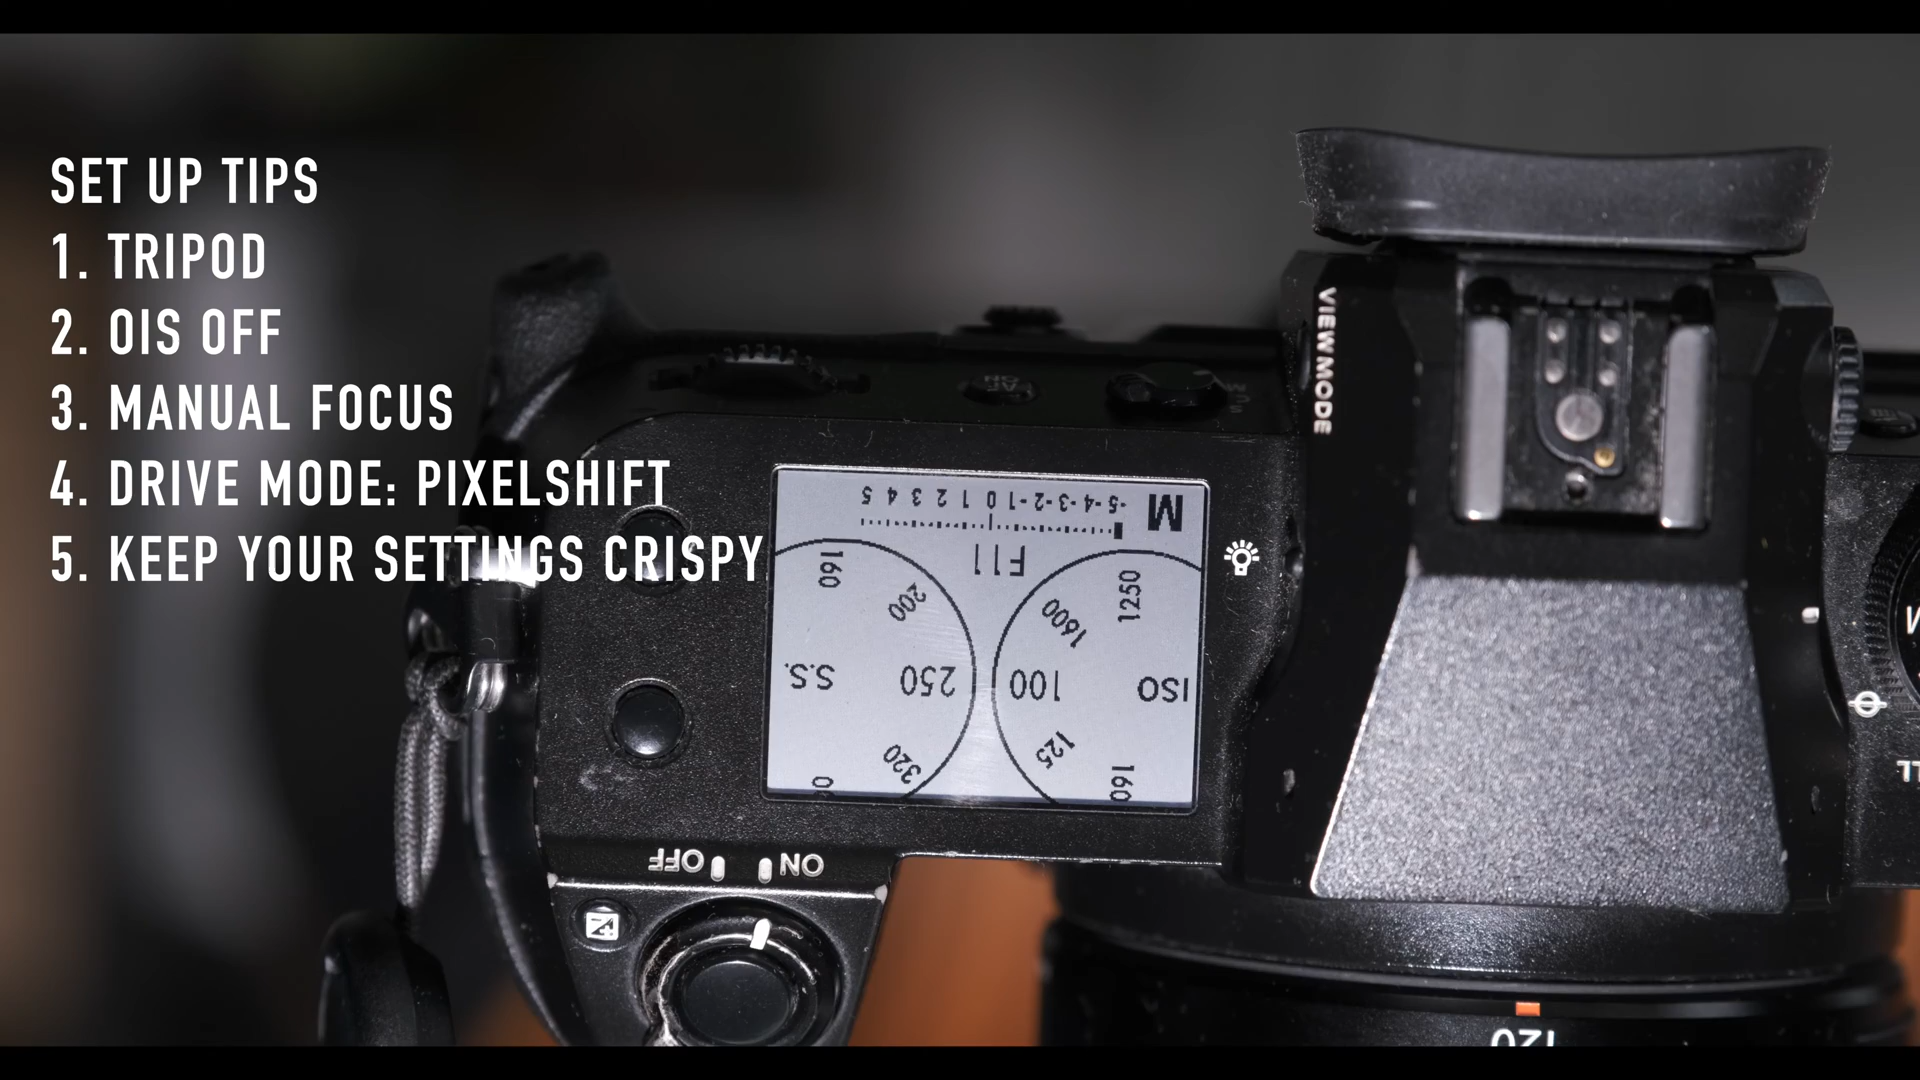 SET UP TIPS
1. TRIPOD
2. OIS OFF
3. MANUAL FOCUS
4. DRIVE MODE: PIXELSHIFT
5. KEEP YOUR SETTINGS CRISPY
VIEWMODE
M
-5-4-3-2-1 0 1 2 3 4 5
F11
1250
1600
ISO
100
125
160
160
200
S.S.
250
320
ON
OFF
120